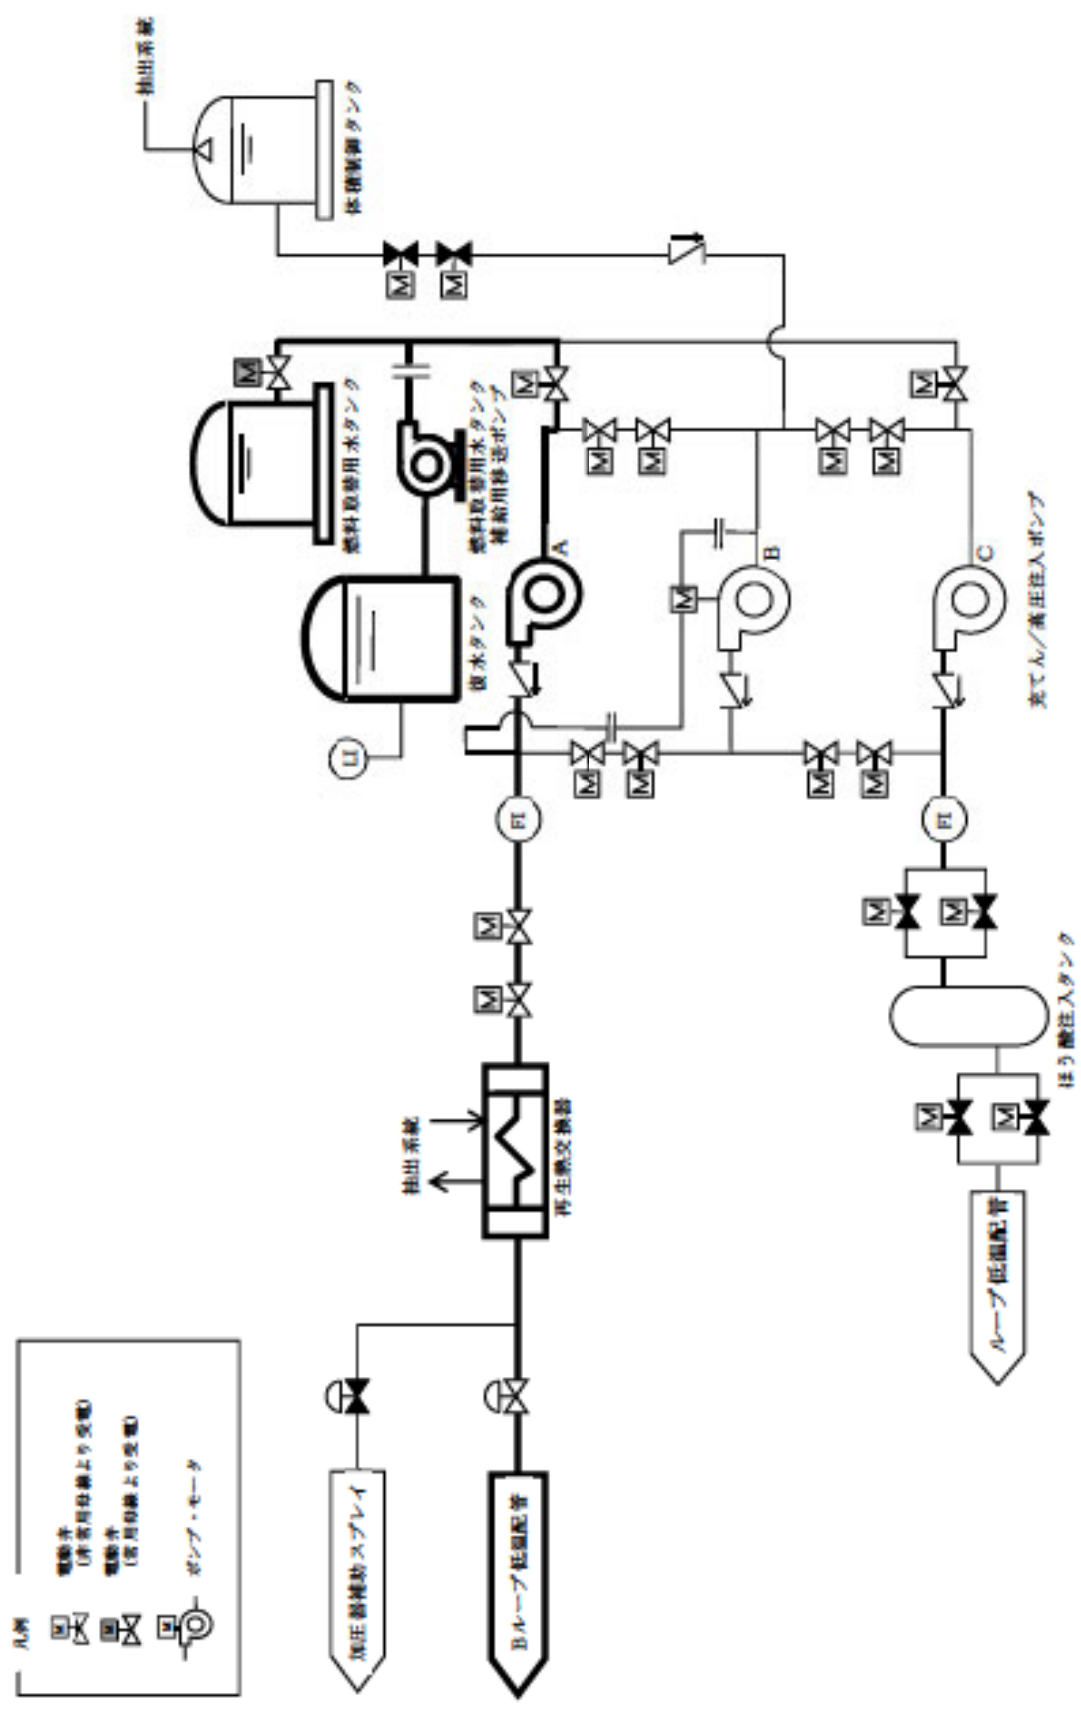 抽出系統
体積制御タンク
M
M
M
燃料取替用水タンク
燃料取替用水タンク
補給用移送ポンプ
復水タンク
LI
M
M
M
M
M
M
A
B
C
M
充てん/高圧注入ポンプ
M
M
M
M
FI
FI
M
M
M
M
ほう酸注入タンク
抽出系統
再生熱交換器
M
M
ループ低温配管
加圧器補助スプレイ
Bループ低温配管
凡例
M
電動弁
(非常用母線より受電)
M
電動弁
(常用母線より受電)
M
ポンプ・モータ